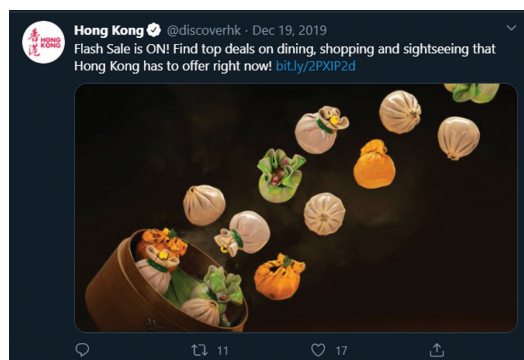 香港 HONG KONG
Hong Kong @discoverhk · Dec 19, 2019
Flash Sale is ON! Find top deals on dining, shopping and sightseeing that
Hong Kong has to offer right now! bit.ly/2PXIP2d
11 17